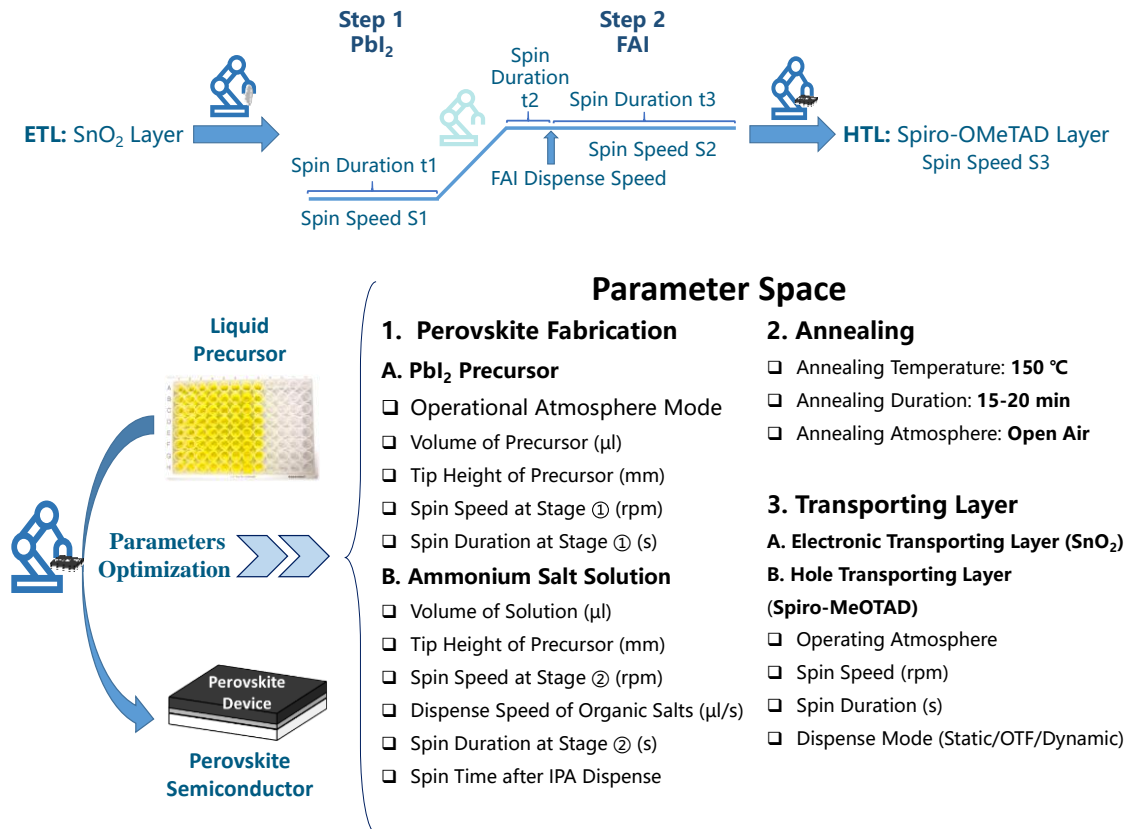 Step 1
PbI₂
Step 2
FAI
Spin
Duration
t2
Spin Duration t3
ETL: SnO₂ Layer
HTL: Spiro-OMeTAD Layer
Spin Speed S3
Spin Duration t1
Spin Speed S2
FAI Dispense Speed
Spin Speed S1
Parameter Space
Liquid
Precursor
Parameters
Optimization
Perovskite
Device
Perovskite
Semiconductor
1. Perovskite Fabrication
A. PbI₂ Precursor
❑ Operational Atmosphere Mode
❑ Volume of Precursor (μl)
❑ Tip Height of Precursor (mm)
❑ Spin Speed at Stage ① (rpm)
❑ Spin Duration at Stage ① (s)
B. Ammonium Salt Solution
❑ Volume of Solution (μl)
❑ Tip Height of Precursor (mm)
❑ Spin Speed at Stage ② (rpm)
❑ Dispense Speed of Organic Salts (μl/s)
❑ Spin Duration at Stage ② (s)
❑ Spin Time after IPA Dispense
2. Annealing
❑ Annealing Temperature: 150 ℃
❑ Annealing Duration: 15-20 min
❑ Annealing Atmosphere: Open Air
3. Transporting Layer
A. Electronic Transporting Layer (SnO₂)
B. Hole Transporting Layer
(Spiro-MeOTAD)
❑ Operating Atmosphere
❑ Spin Speed (rpm)
❑ Spin Duration (s)
❑ Dispense Mode (Static/OTF/Dynamic)